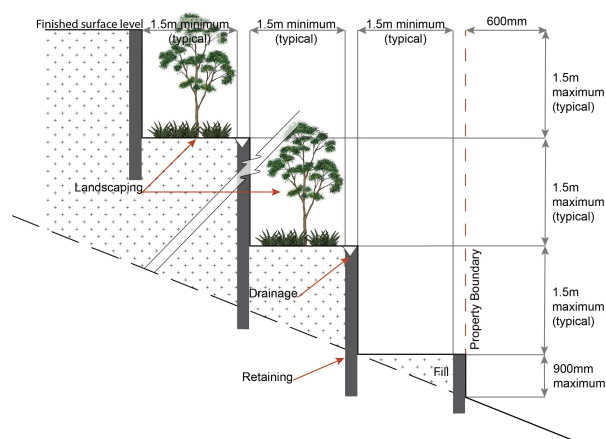 Finished surface level
1.5m minimum
(typical)
1.5m minimum
(typical)
1.5m minimum
(typical)
600mm
1.5m
maximum
(typical)
Landscaping
1.5m
maximum
(typical)
Drainage
Property Boundary
1.5m
maximum
(typical)
Retaining
Fill
900mm
maximum